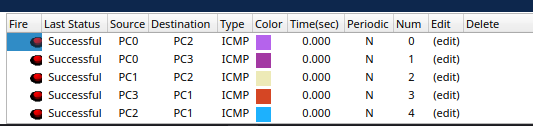 Fire Last Status Source Destination Type Color Time(sec) Periodic Num Edit Delete
Successful PC0 PC2 ICMP 0.000 N 0 (edit)
Successful PC0 PC3 ICMP 0.000 N 1 (edit)
Successful PC1 PC2 ICMP 0.000 N 2 (edit)
Successful PC3 PC1 ICMP 0.000 N 3 (edit)
Successful PC2 PC1 ICMP 0.000 N 4 (edit)